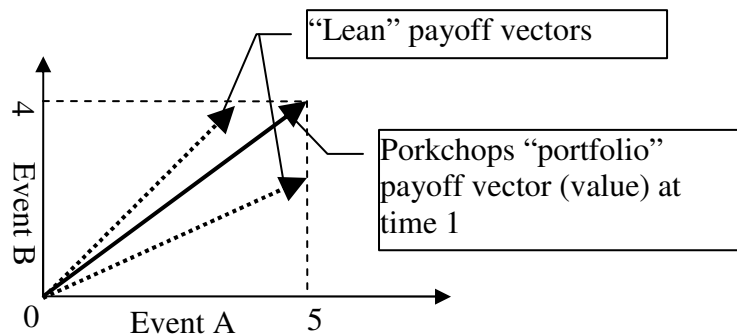 “Lean” payoff vectors
4
Event B
Porkchops “portfolio”
payoff vector (value) at
time 1
0
Event A
5